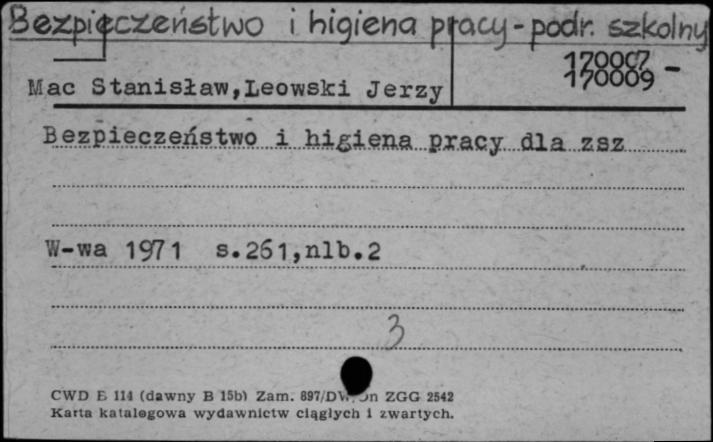 Bezpieczeństwo i higiena pracy - podr. szkolny
170007
170009 -
Mac Stanisław,Leowski Jerzy
Bezpieczeństwo i higiena pracy dla zsz
W-wa 1971 s.261,nlb.2
3
CWD E 114 (dawny B 15b) Zam. 897/DW ZGG 2542
Karta katalogowa wydawnictw ciągłych i zwartych.